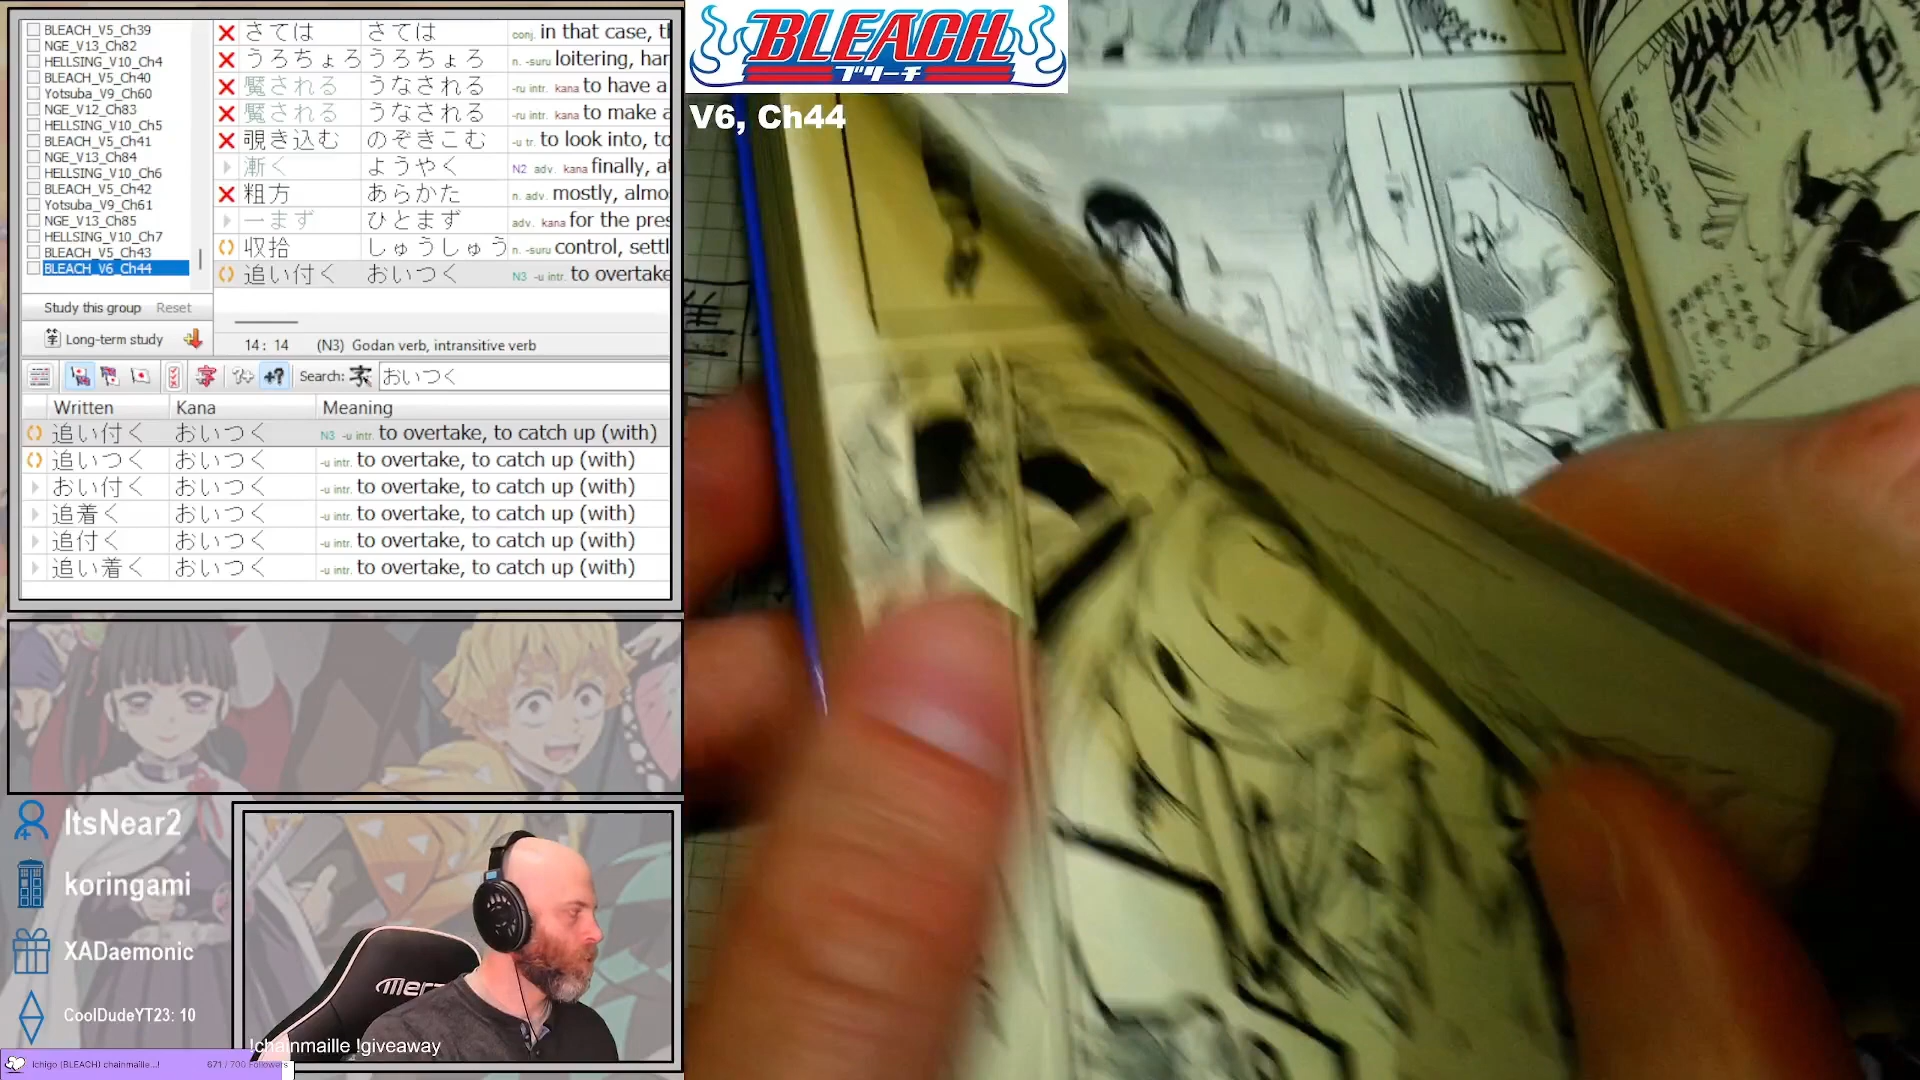 BLEACH_V5_Ch39
NGE_V13_Ch82
HELLSING_V10_Ch4
BLEACH_V5_Ch40
Yotsuba_V9_Ch60
NGE_V12_Ch83
HELLSING_V10_Ch5
BLEACH_V5_Ch41
NGE_V13_Ch84
HELLSING_V10_Ch6
BLEACH_V5_Ch42
Yotsuba_V9_Ch61
NGE_V13_Ch85
HELLSING_V10_Ch7
BLEACH_V5_Ch43
BLEACH_V6_Ch44
Study this group Reset
Long-term study
さては さては conj. in that case, t
うろちょろ うろちょろ n. -suru loitering, har
魘される うなされる -ru intr. kana to have a
魘される うなされる -ru intr. kana to make a
覗き込む のぞきこむ -u tr. to look into, to
漸く ようやく N2 adv. kana finally, a
粗方 あらかた n. adv. mostly, almo
一まず ひとまず adv. kana for the pres
収拾 しゅうしゅう n. -suru control, settl
追い付く おいつく N3 -u intr. to overtake
14: 14 (N3) Godan verb, intransitive verb
Search: おいつく
Written Kana Meaning
追い付く おいつく N3 -u intr. to overtake, to catch up (with)
追いつく おいつく -u intr. to overtake, to catch up (with)
おい付く おいつく -u intr. to overtake, to catch up (with)
追着く おいつく -u intr. to overtake, to catch up (with)
追付く おいつく -u intr. to overtake, to catch up (with)
追い着く おいつく -u intr. to overtake, to catch up (with)
BLEACH
ブリーチ
V6, Ch44
ItsNear2
koringami
XADaemonic
CoolDudeYT23: 10
!chainmaille !giveaway
Ichigo (BLEACH) chainmaille...! 671 / 700 Followers